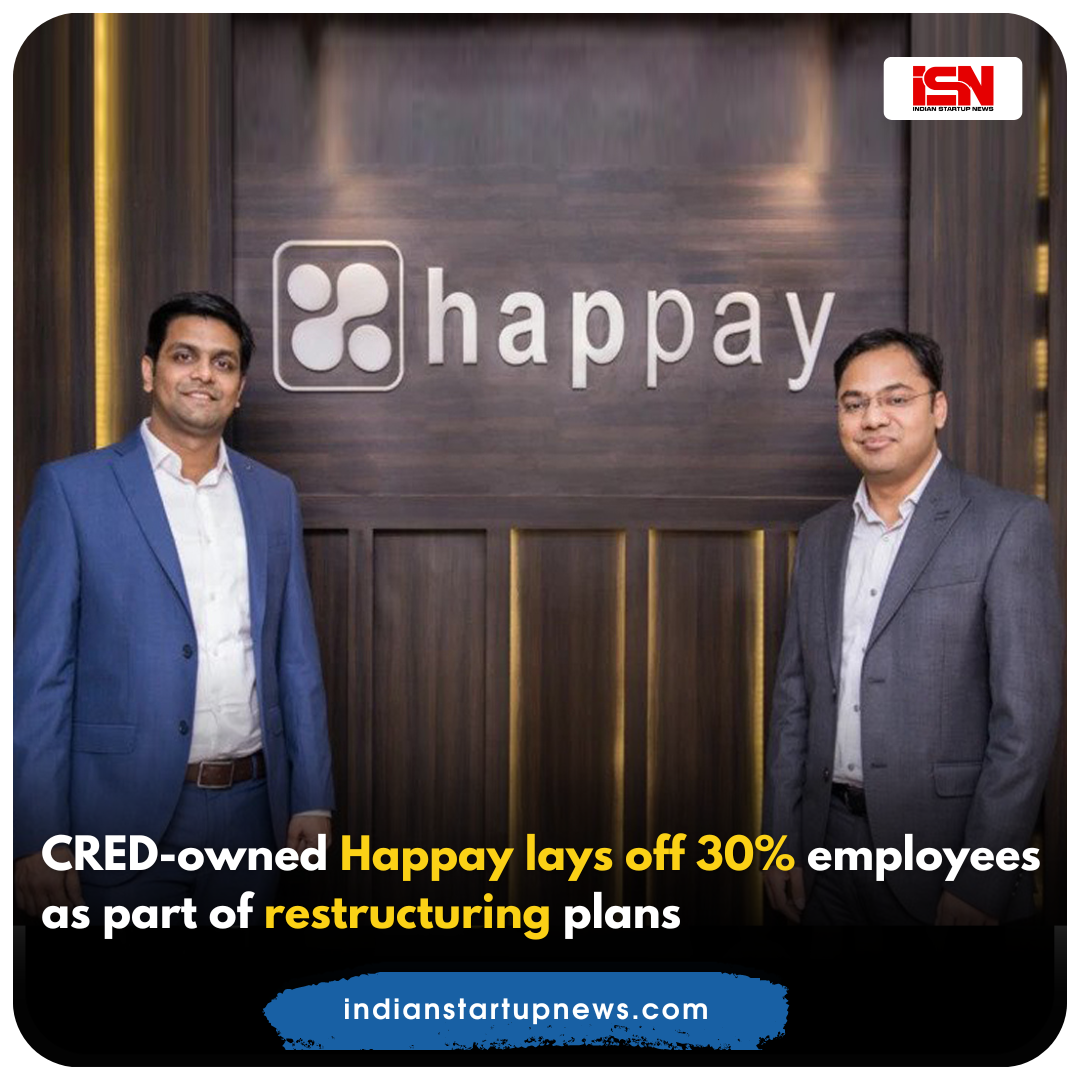 iSN
INDIAN STARTUP NEWS
happay
CRED-owned Happay lays off 30% employees
as part of restructuring plans
indianstartupnews.com